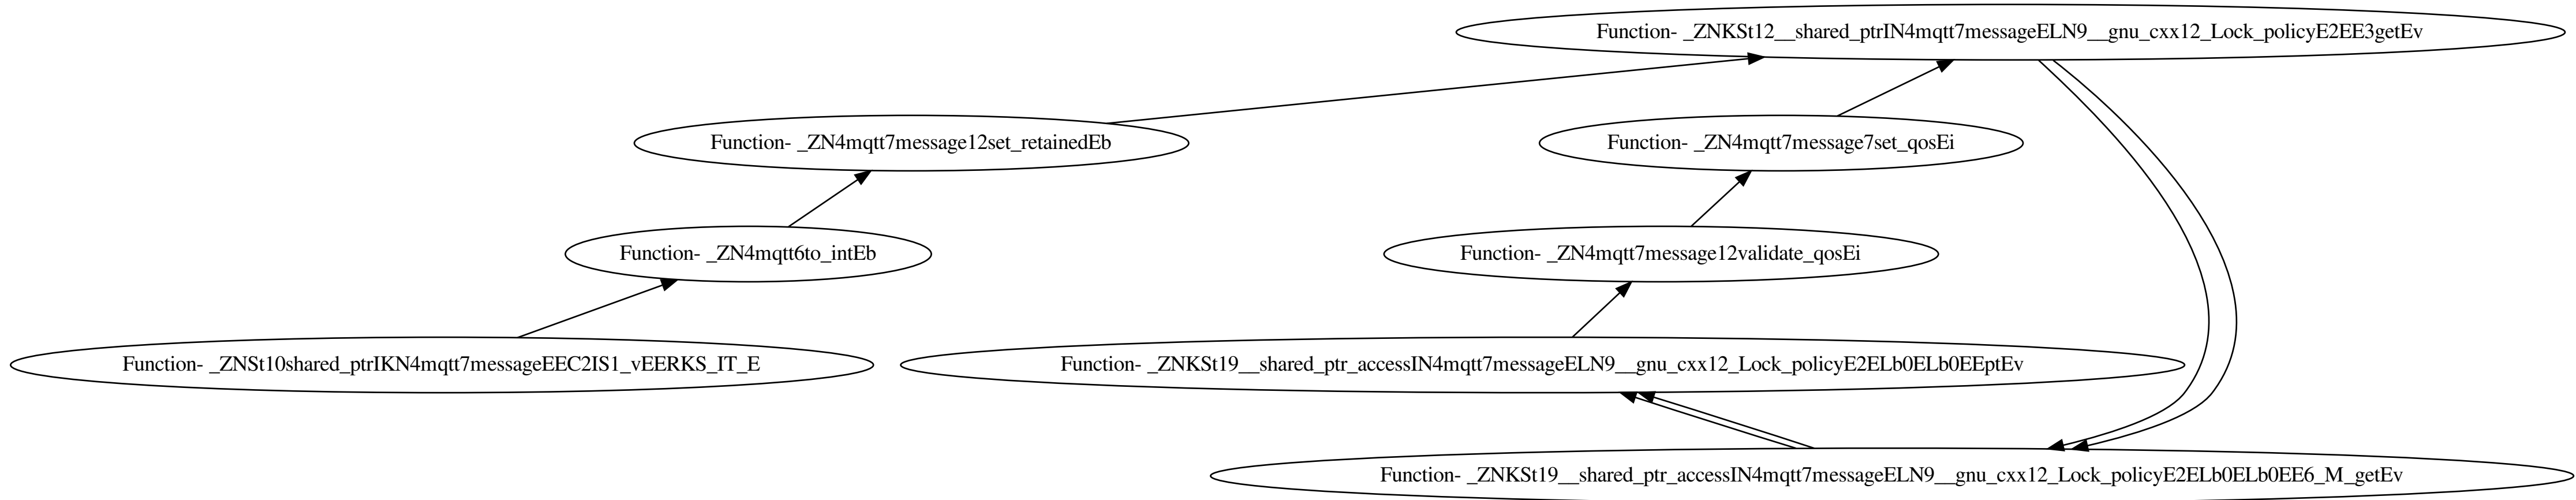 Function- _ZNKSt12__shared_ptrIN4mqtt7messageELN9__gnu_cxx12_Lock_policyE2EE3getEv
Function- _ZN4mqtt7message12set_retainedEb
Function- _ZN4mqtt7message7set_qosEi
Function- _ZN4mqtt6to_intEb
Function- _ZN4mqtt7message12validate_qosEi
Function- _ZNSt10shared_ptrIKN4mqtt7messageEEC2IS1_vEERKS_IT_E
Function- _ZNKSt19__shared_ptr_accessIN4mqtt7messageELN9__gnu_cxx12_Lock_policyE2ELb0ELb0EEptEv
Function- _ZNKSt19__shared_ptr_accessIN4mqtt7messageELN9__gnu_cxx12_Lock_policyE2ELb0ELb0EE6_M_getEv